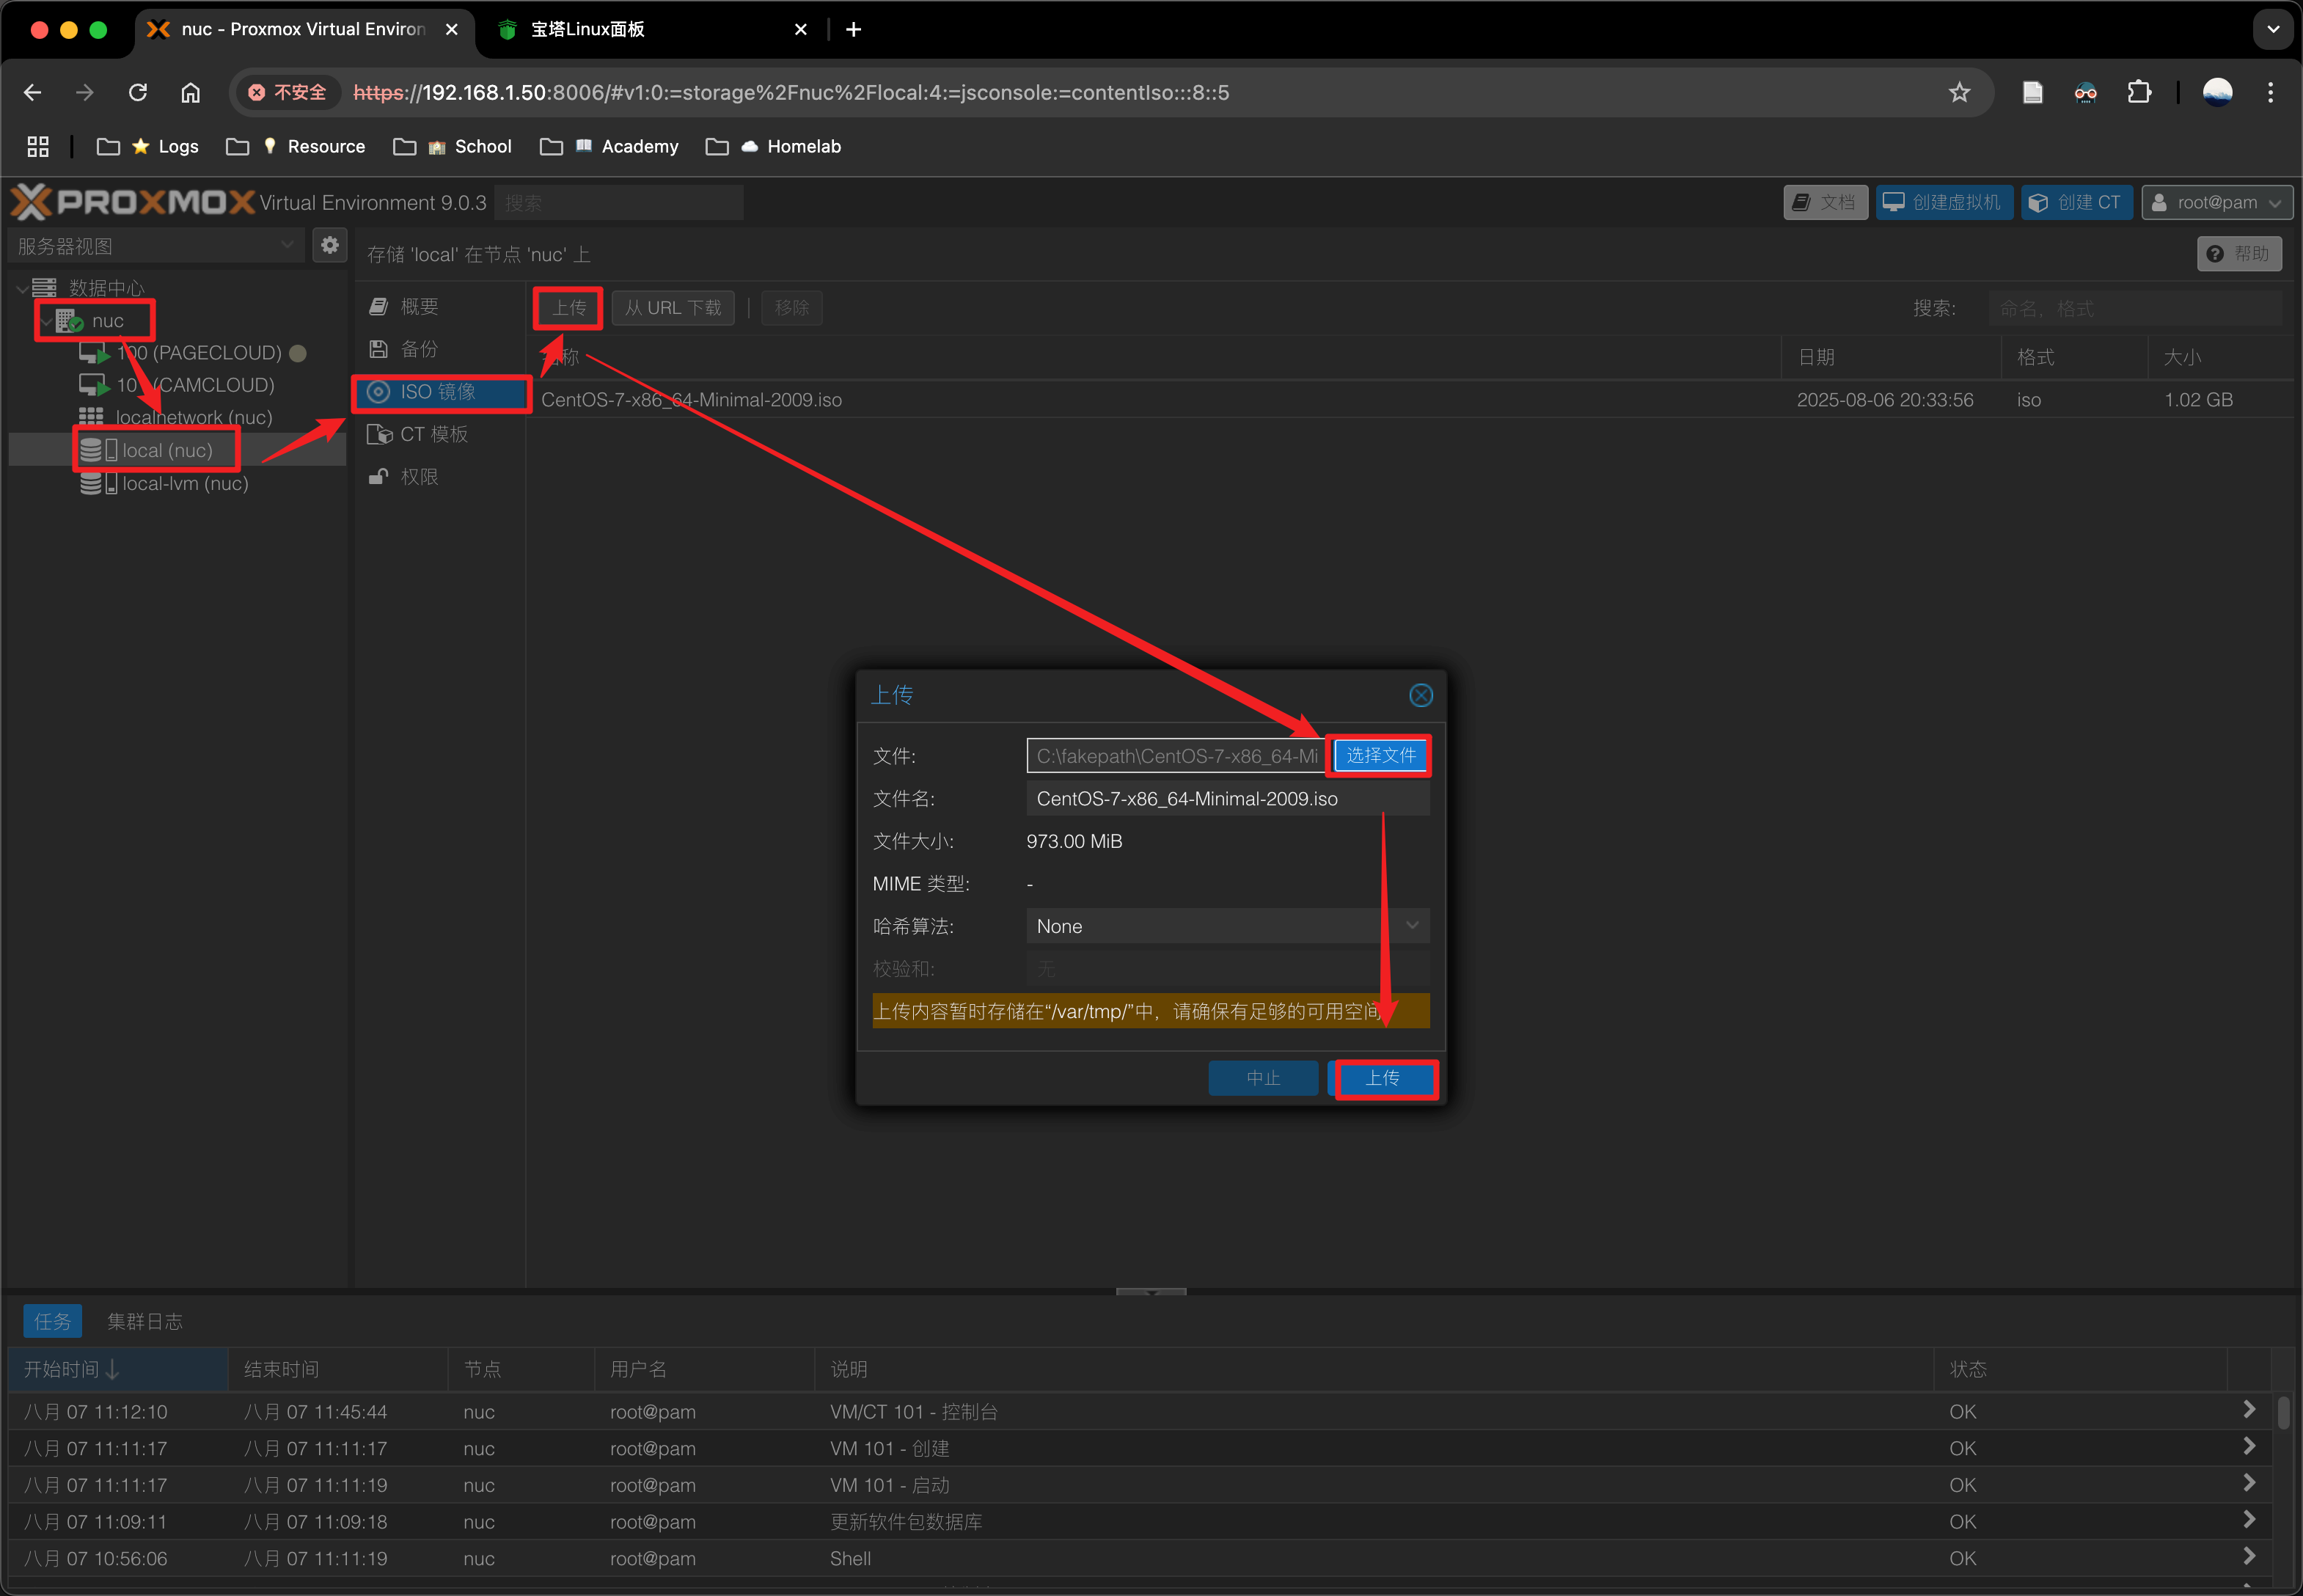 nuc - Proxmox Virtual Environ
宝塔Linux面板
不安全 https://192.168.1.50:8006/#v1:0:=storage%2Fnuc%2Flocal:4:=jsconsole:=contentIso:::8::5
Logs Resource School Academy Homelab
PROXMOX Virtual Environment 9.0.3 搜索 文档 创建虚拟机 创建 CT root@pam
服务器视图
数据中心
nuc
100 (PAGECLOUD)
(CAMCLOUD)
localnetwork (nuc)
local (nuc)
local-lvm (nuc)
存储 'local' 在节点 'nuc' 上 帮助
概要
备份
ISO 镜像
CT 模板
权限
上传 从 URL 下载 移除 搜索: 命名, 格式
名称 日期 格式 大小
CentOS-7-x86_64-Minimal-2009.iso 2025-08-06 20:33:56 iso 1.02 GB
上传
文件: C:\fakepath\CentOS-7-x86_64-Mi 选择文件
文件名: CentOS-7-x86_64-Minimal-2009.iso
文件大小: 973.00 MiB
MIME 类型: -
哈希算法: None
校验和: 无
上传内容暂时存储在“/var/tmp/”中，请确保有足够的可用空间
中止 上传
任务 集群日志
开始时间 结束时间 节点 用户名 说明 状态
八月 07 11:12:10 八月 07 11:45:44 nuc root@pam VM/CT 101 - 控制台 OK
八月 07 11:11:17 八月 07 11:11:17 nuc root@pam VM 101 - 创建 OK
八月 07 11:11:17 八月 07 11:11:19 nuc root@pam VM 101 - 启动 OK
八月 07 11:09:11 八月 07 11:09:18 nuc root@pam 更新软件包数据库 OK
八月 07 10:56:06 八月 07 11:11:19 nuc root@pam Shell OK